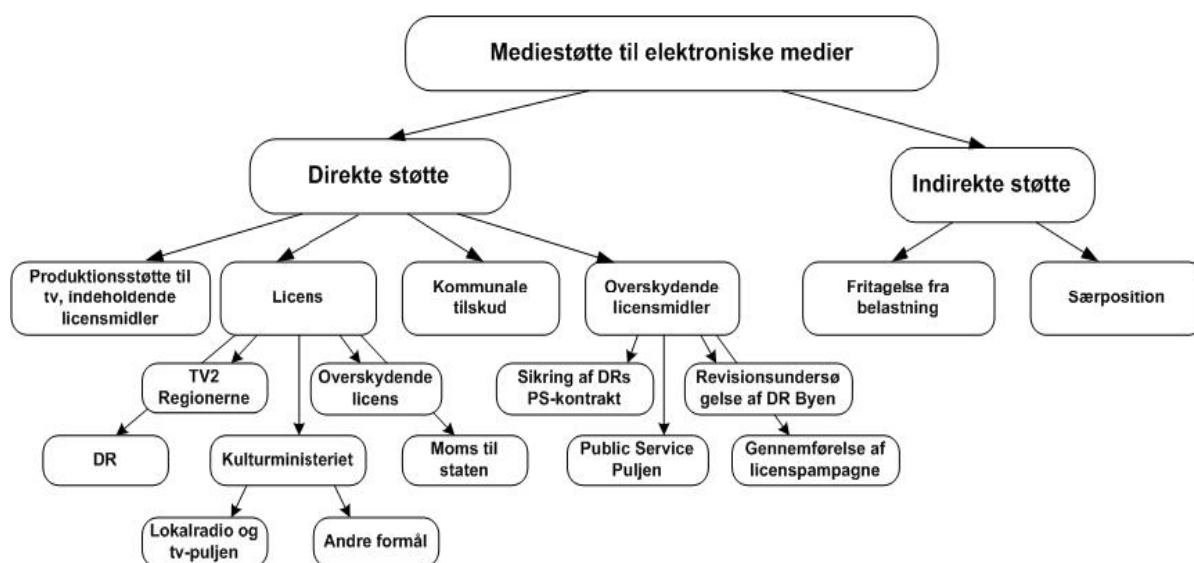 Mediestøtte til elektroniske medier
Direkte støtte
Indirekte støtte
Produktionsstøtte til
tv, indeholdende
licensmidler
Licens
Kommunale
tilskud
Overskydende
licensmidler
Fritagelse fra
belastning
Særposition
TV2
Regionerne
Overskydende
licens
Sikring af DRs
PS-kontrakt
Revisionsundersø
gelse af DR Byen
DR
Kulturministeriet
Moms til
staten
Public Service
Puljen
Gennemførelse af
licenspampagne
Lokalradio og
tv-puljen
Andre formål